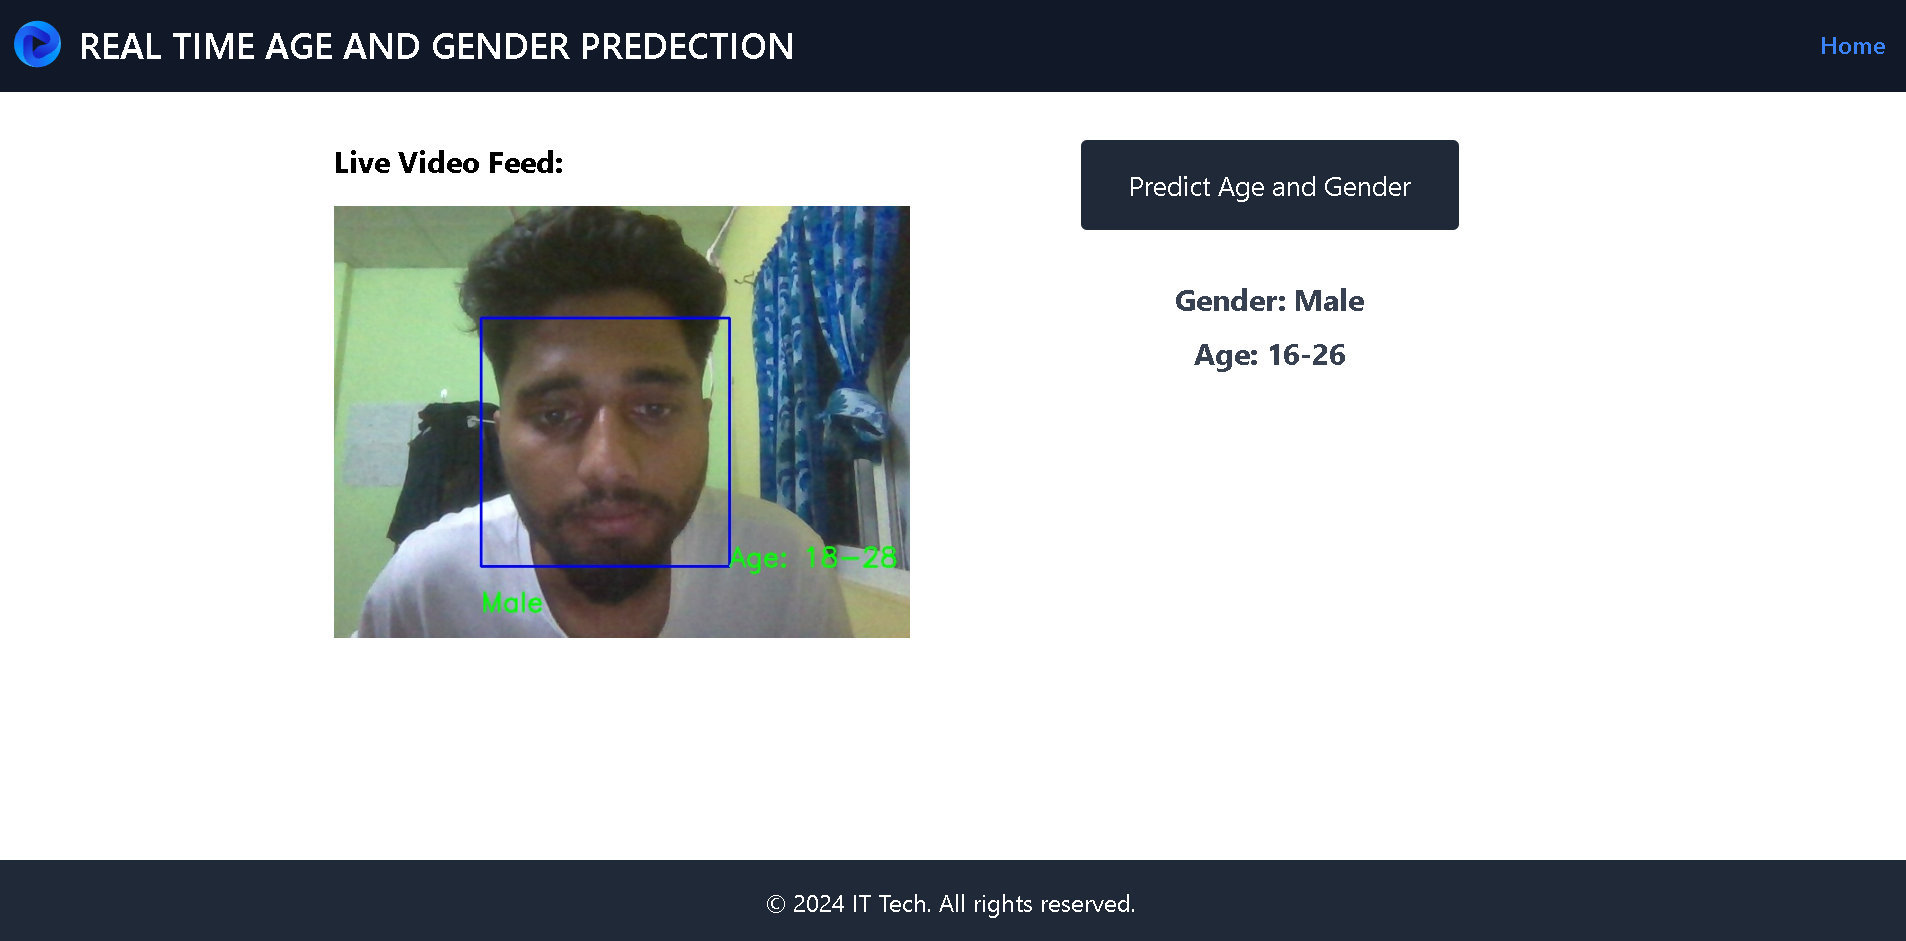 REAL TIME AGE AND GENDER PREDECTION
Home
Live Video Feed:
Age: 18-28
Male
Predict Age and Gender
Gender: Male
Age: 16-26
© 2024 IT Tech. All rights reserved.